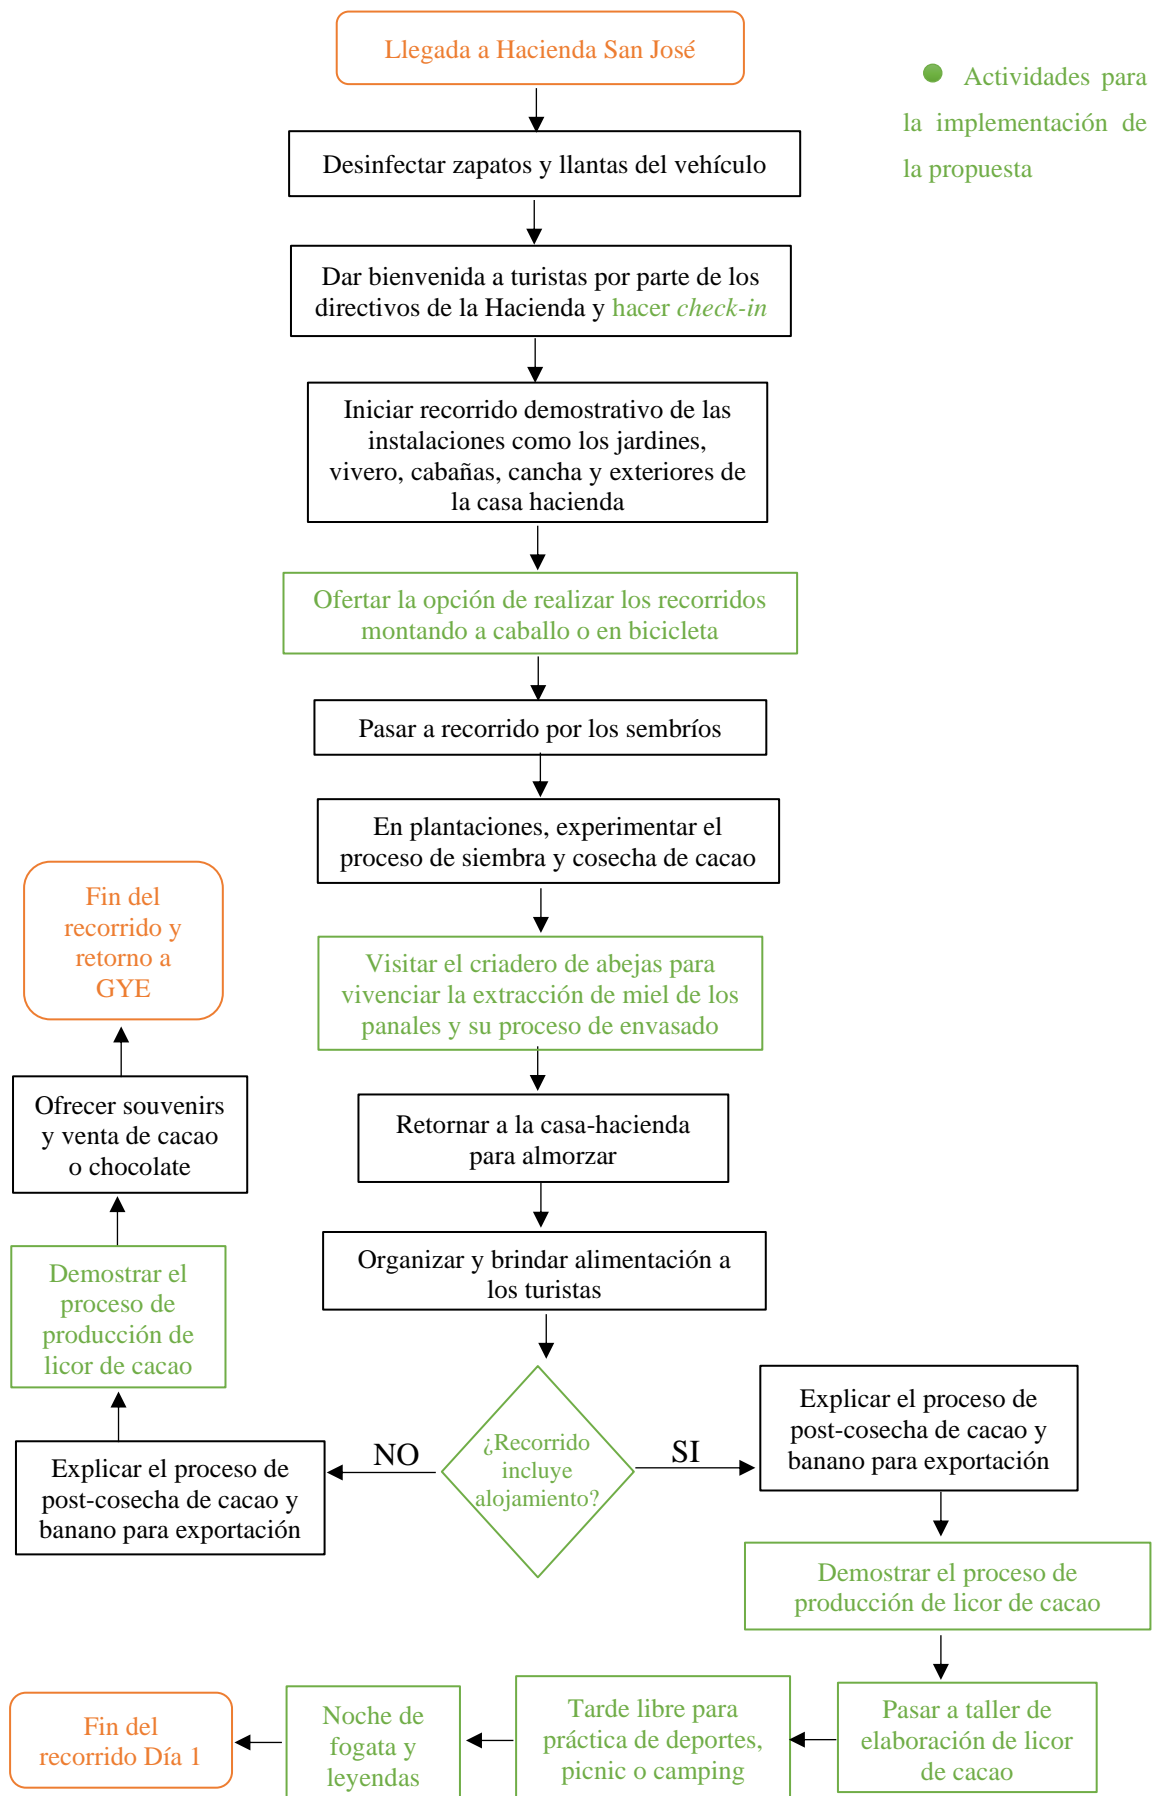 Llegada a Hacienda San José
Actividades para
la implementación de
la propuesta
Desinfectar zapatos y llantas del vehículo
Dar bienvenida a turistas por parte de los
directivos de la Hacienda y hacer check-in
Iniciar recorrido demostrativo de las
instalaciones como los jardines,
vivero, cabañas, cancha y exteriores de
la casa hacienda
Ofertar la opción de realizar los recorridos
montando a caballo o en bicicleta
Pasar a recorrido por los sembríos
En plantaciones, experimentar el
proceso de siembra y cosecha de cacao
Visitar el criadero de abejas para
vivenciar la extracción de miel de los
panales y su proceso de envasado
Retornar a la casa-hacienda
para almorzar
Organizar y brindar alimentación a
los turistas
¿Recorrido
incluye
alojamiento?
NO
Explicar el proceso de
post-cosecha de cacao y
banano para exportación
Demostrar el
proceso de
producción de
licor de cacao
Ofrecer souvenirs
y venta de cacao
o chocolate
Fin del
recorrido y
retorno a
GYE
SI
Explicar el proceso de
post-cosecha de cacao y
banano para exportación
Demostrar el proceso de
producción de licor de cacao
Pasar a taller de
elaboración de licor
de cacao
Tarde libre para
práctica de deportes,
picnic o camping
Noche de
fogata y
leyendas
Fin del
recorrido Día 1